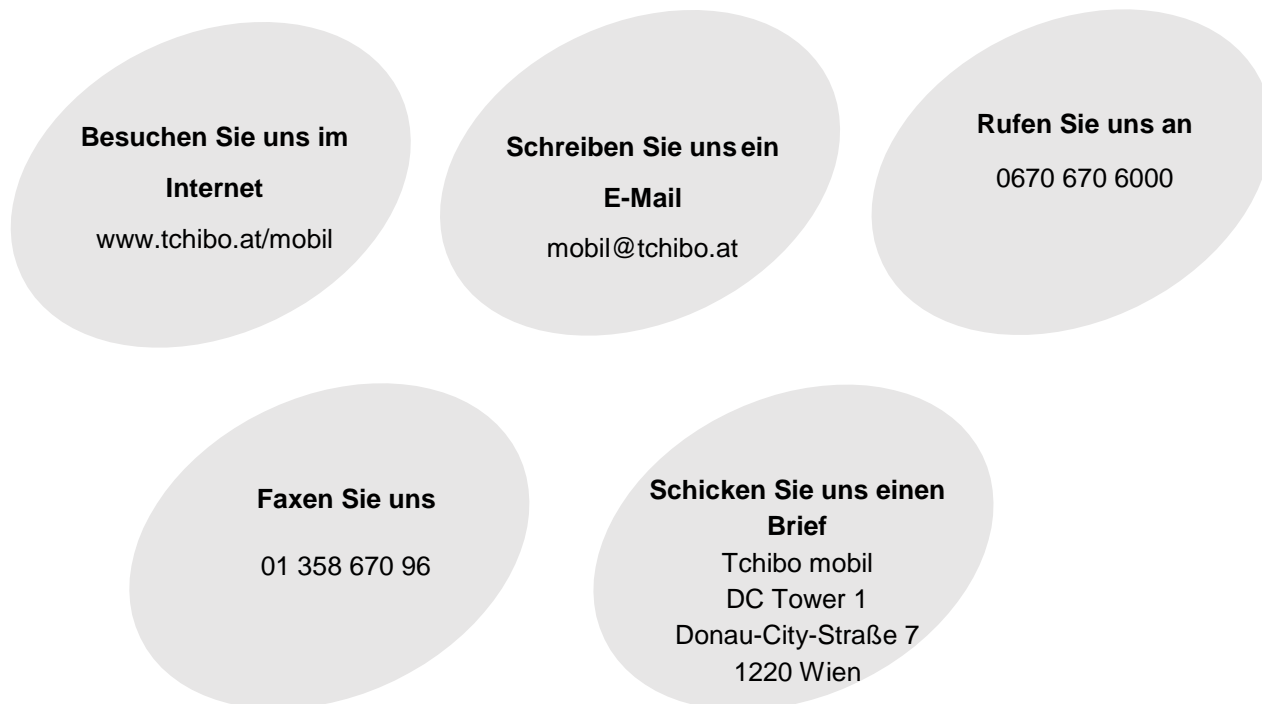 Besuchen Sie uns im
Internet
www.tchibo.at/mobil
Schreiben Sie uns ein
E-Mail
mobil@tchibo.at
Rufen Sie uns an
0670 670 6000
Faxen Sie uns
01 358 670 96
Schicken Sie uns einen
Brief
Tchibo mobil
DC Tower 1
Donau-City-Straße 7
1220 Wien